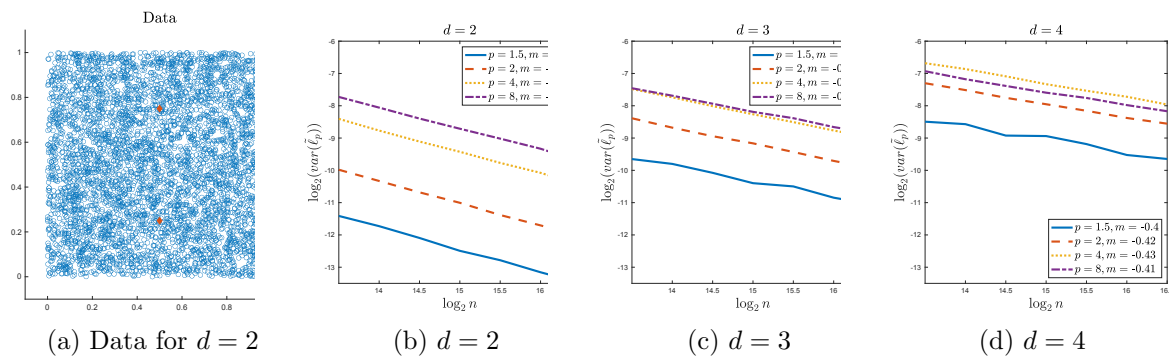 Data
1
0.8
0.6
0.4
0.2
0
0 0.2 0.4 0.6 0.8
(a) Data for d = 2
d = 2
p = 1.5, m =
p = 2, m = -
p = 4, m = -
p = 8, m = -
log₂(var(ℓ̃ₚ))
-6
-7
-8
-9
-10
-11
-12
-13
14 14.5 15 15.5 16
log₂ n
(b) d = 2
d = 3
p = 1.5, m =
p = 2, m = -0.
p = 4, m = -0.
p = 8, m = -0.
log₂(var(ℓ̃ₚ))
-6
-7
-8
-9
-10
-11
-12
-13
14 14.5 15 15.5 16
log₂ n
(c) d = 3
d = 4
log₂(var(ℓ̃ₚ))
-6
-7
-8
-9
-10
-11
-12
-13
p = 1.5, m = -0.4
p = 2, m = -0.42
p = 4, m = -0.43
p = 8, m = -0.41
14 14.5 15 15.5 16 16.5
log₂ n
(d) d = 4